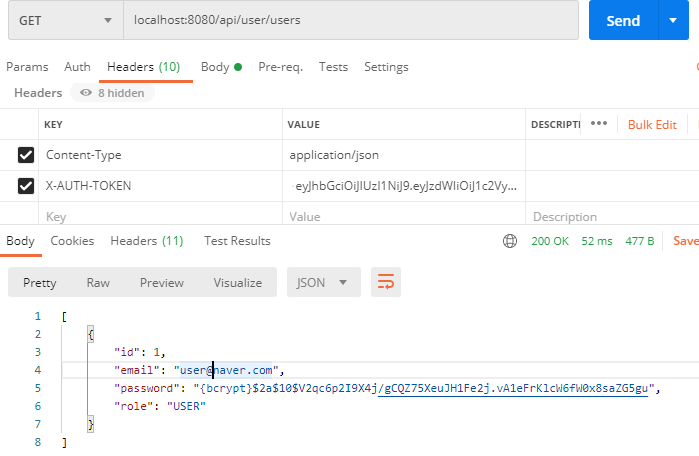 GET localhost:8080/api/user/users Send
Params Auth Headers (10) Body Pre-req. Tests Settings
Headers 8 hidden
KEY VALUE DESCRIPTI ••• Bulk Edit
Content-Type application/json
X-AUTH-TOKEN eyJhbGciOiJIUzI1NiJ9.eyJzdWIiOiJ1c2Vy...
Key Value Description
Body Cookies Headers (11) Test Results 200 OK 52 ms 477 B Save
Pretty Raw Preview Visualize JSON
1 [
2 {
3 "id": 1,
4 "email": "user@naver.com",
5 "password": "{bcrypt}$2a$10$V2qc6p2I9X4j/gCQZ75XeuJH1Fe2j.vA1eFrKlcW6fW0x8saZG5gu",
6 "role": "USER"
7 }
8 ]